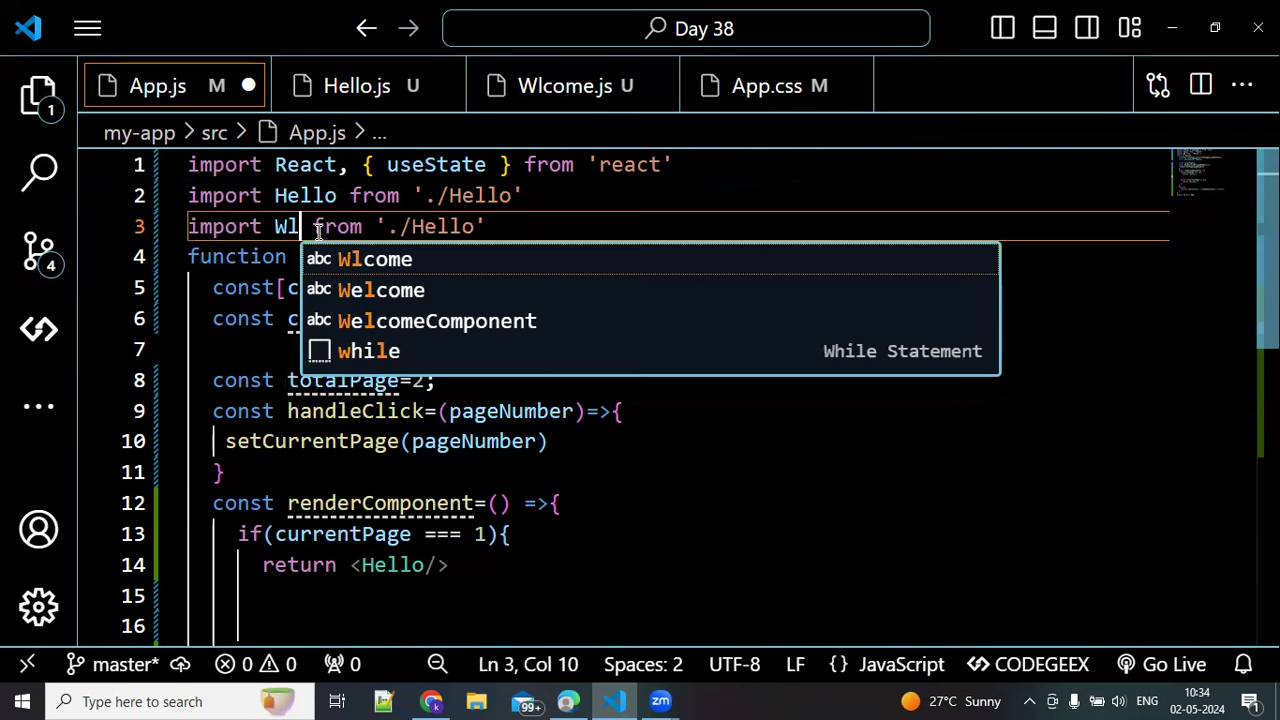 Day 38
App.js M
Hello.js U
Wlcome.js U
App.css M
1
my-app > src > App.js > ...
1 import React, { useState } from 'react'
2 import Hello from './Hello'
3 import Wl from './Hello'
4 function
abc Wlcome
5 const[c
abc Welcome
6 const c
abc WelcomeComponent
7
while While Statement
8 const totalPage=2;
9 const handleClick=(pageNumber)=>{
10 setCurrentPage(pageNumber)
11 }
12 const renderComponent=() =>{
13 if(currentPage === 1){
14 return <Hello/>
15
16
4
master* 0 0 0 Ln 3, Col 10 Spaces: 2 UTF-8 LF {} JavaScript CODEGEEX Go Live
Type here to search
99+
zm
27°C Sunny
ENG
10:34
02-05-2024
1